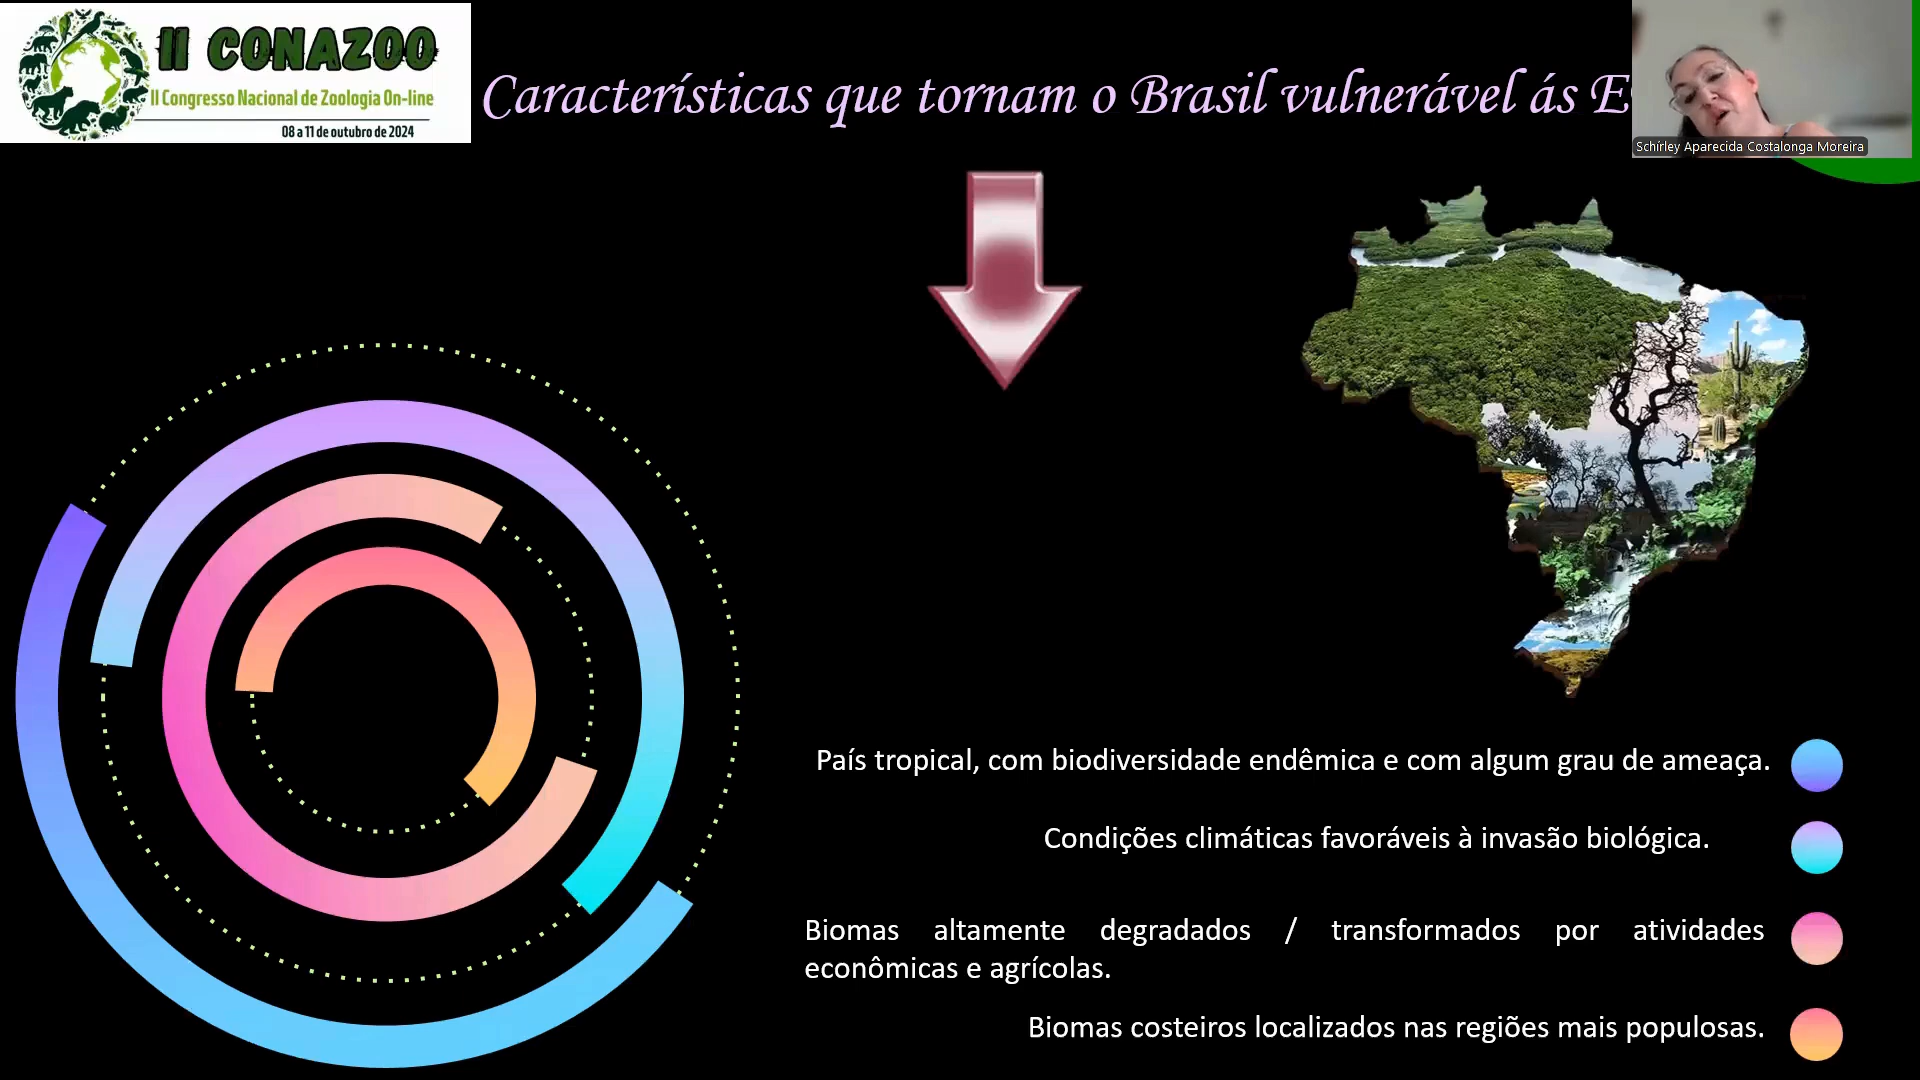 II CONAZOO
II Congresso Nacional de Zoologia On-line
08 a 11 de outubro de 2024
Características que tornam o Brasil vulnerável ás
Schírley Aparecida Costalonga Moreira
País tropical, com biodiversidade endêmica e com algum grau de ameaça.
Condições climáticas favoráveis à invasão biológica.
Biomas altamente degradados / transformados por atividades
econômicas e agrícolas.
Biomas costeiros localizados nas regiões mais populosas.